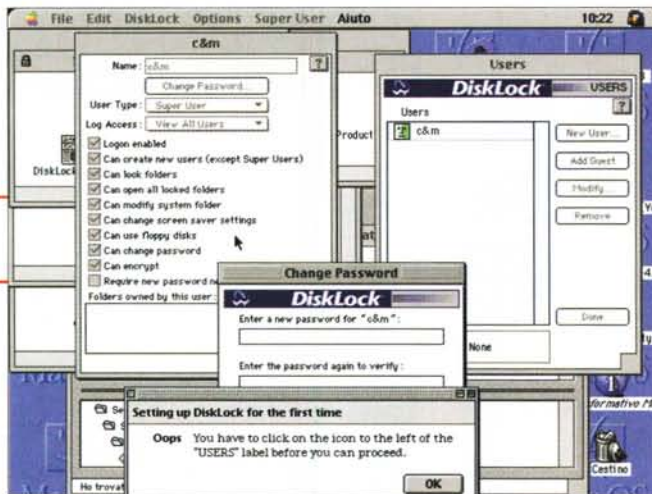 File Edit DiskLock Options Super User Aiuto 10:22
c&m
Name: c&m
?
Change Password...
User Type: Super User
Log Access: View All Users
Logon enabled
Can create new users (except Super Users)
Can lock folders
Can open all locked folders
Can modify system folder
Can change screen saver settings
Can use floppy disks
Can change password
Can encrypt
Require new password
Folders owned by this user:
DiskLock
Product
Users
DiskLock USERS
?
Users
c&m
New User...
Add Guest
Modify...
Remove
Done
None
Change Password
DiskLock
Enter a new password for "c&m":
Enter the password again to verify:
Setting up DiskLock for the first time
Oops You have to click on the icon to the left of the
"USERS" label before you can proceed.
OK
Ho trovat
Cestino